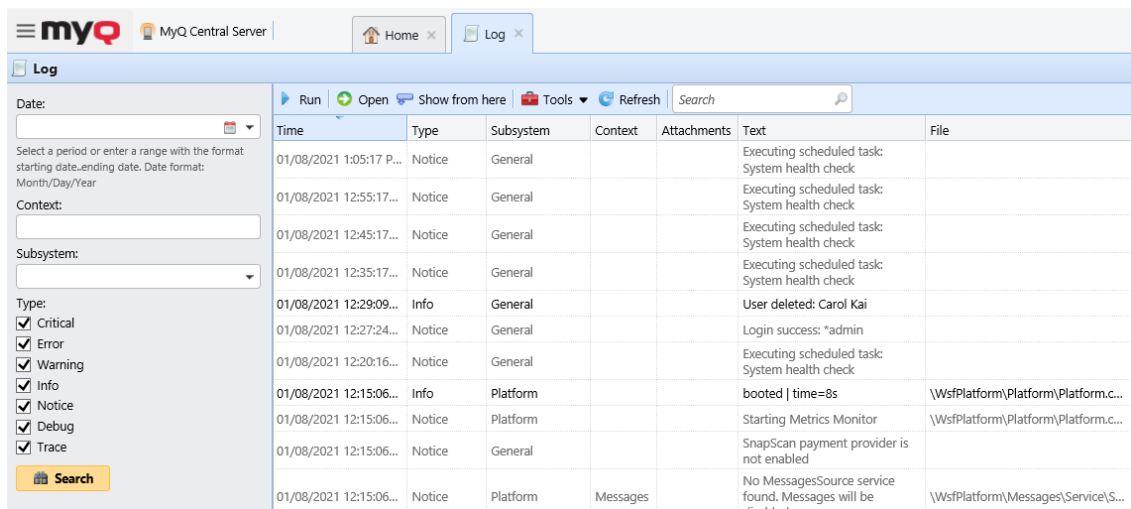 myQ MyQ Central Server Home × Log ×
Log
Date:
Select a period or enter a range with the format
starting date..ending date. Date format:
Month/Day/Year
Context:
Subsystem:
Type:
Critical
Error
Warning
Info
Notice
Debug
Trace
Search
Run Open Show from here Tools Refresh Search
Time Type Subsystem Context Attachments Text File
01/08/2021 1:05:17 P... Notice General Executing scheduled task:
System health check
01/08/2021 12:55:17... Notice General Executing scheduled task:
System health check
01/08/2021 12:45:17... Notice General Executing scheduled task:
System health check
01/08/2021 12:35:17... Notice General Executing scheduled task:
System health check
01/08/2021 12:29:09... Info General User deleted: Carol Kai
01/08/2021 12:27:24... Notice General Login success: *admin
01/08/2021 12:20:16... Notice General Executing scheduled task:
System health check
01/08/2021 12:15:06... Info Platform booted | time=8s \WsfPlatform\Platform\Platform.c...
01/08/2021 12:15:06... Notice Platform Starting Metrics Monitor \WsfPlatform\Platform\Platform.c...
01/08/2021 12:15:06... Notice General SnapScan payment provider is
not enabled
01/08/2021 12:15:06... Notice Platform Messages No MessagesSource service
found. Messages will be \WsfPlatform\Messages\Service\S...